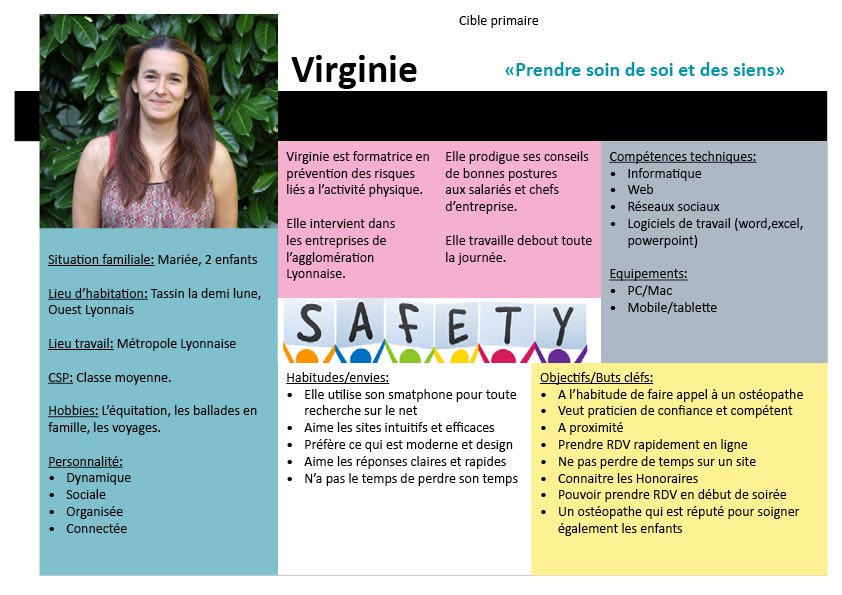 Cible primaire
Virginie
«Prendre soin de soi et des siens»
Virginie est formatrice en
prévention des risques
liés a l’activité physique.
Elle intervient dans
les entreprises de
l’agglomération
Lyonnaise.
Elle prodigue ses conseils
de bonnes postures
aux salariés et chefs
d’entreprise.
Elle travaille debout toute
la journée.
Compétences techniques:
• Informatique
• Web
• Réseaux sociaux
• Logiciels de travail (word,excel,
powerpoint)
Equipements:
• PC/Mac
• Mobile/tablette
Situation familiale: Mariée, 2 enfants
Lieu d’habitation: Tassin la demi lune,
Ouest Lyonnais
Lieu travail: Métropole Lyonnaise
CSP: Classe moyenne.
Hobbies: L’équitation, les ballades en
famille, les voyages.
Personnalité:
• Dynamique
• Sociale
• Organisée
• Connectée
SAFETY
Habitudes/envies:
• Elle utilise son smatphone pour toute
recherche sur le net
• Aime les sites intuitifs et efficaces
• Préfère ce qui est moderne et design
• Aime les réponses claires et rapides
• N’a pas le temps de perdre son temps
Objectifs/Buts cléfs:
• A l’habitude de faire appel à un ostéopathe
• Veut praticien de confiance et compétent
• A proximité
• Prendre RDV rapidement en ligne
• Ne pas perdre de temps sur un site
• Connaitre les Honoraires
• Pouvoir prendre RDV en début de soirée
• Un ostéopathe qui est réputé pour soigner
également les enfants